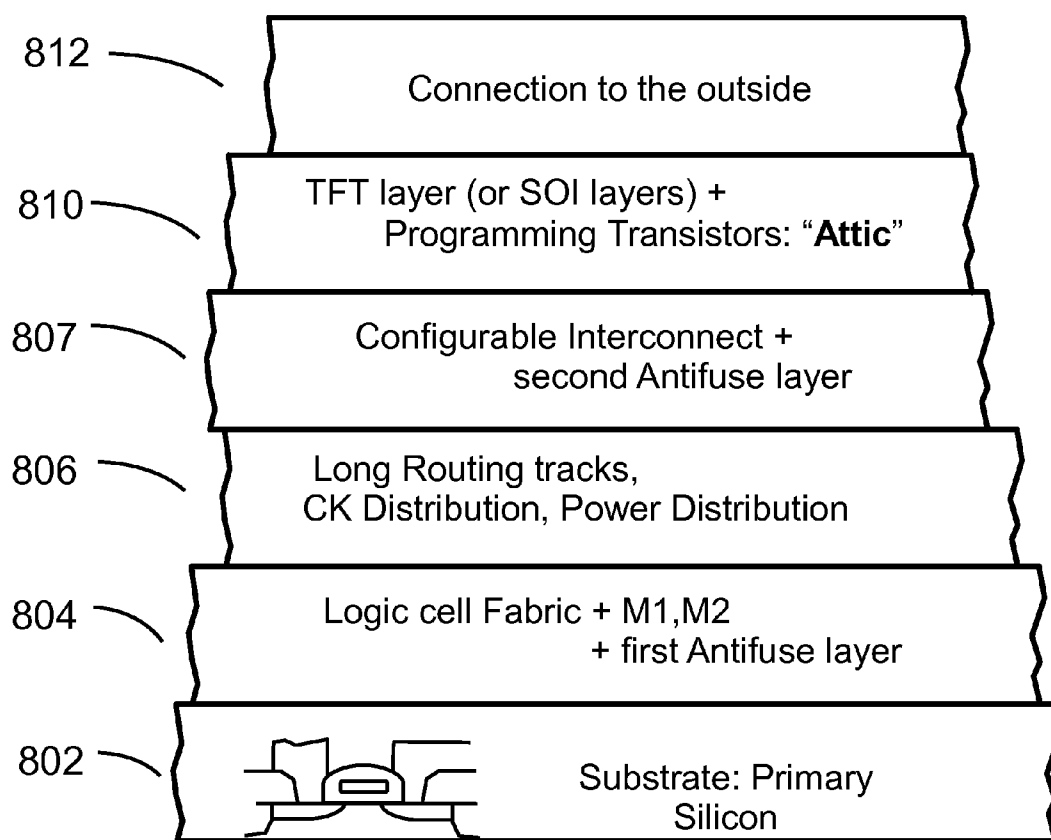 812
Connection to the outside
810
TFT layer (or SOI layers) +
Programming Transistors: “Attic”
807
Configurable Interconnect +
second Antifuse layer
806
Long Routing tracks,
CK Distribution, Power Distribution
804
Logic cell Fabric + M1,M2
+ first Antifuse layer
802
Substrate: Primary
Silicon